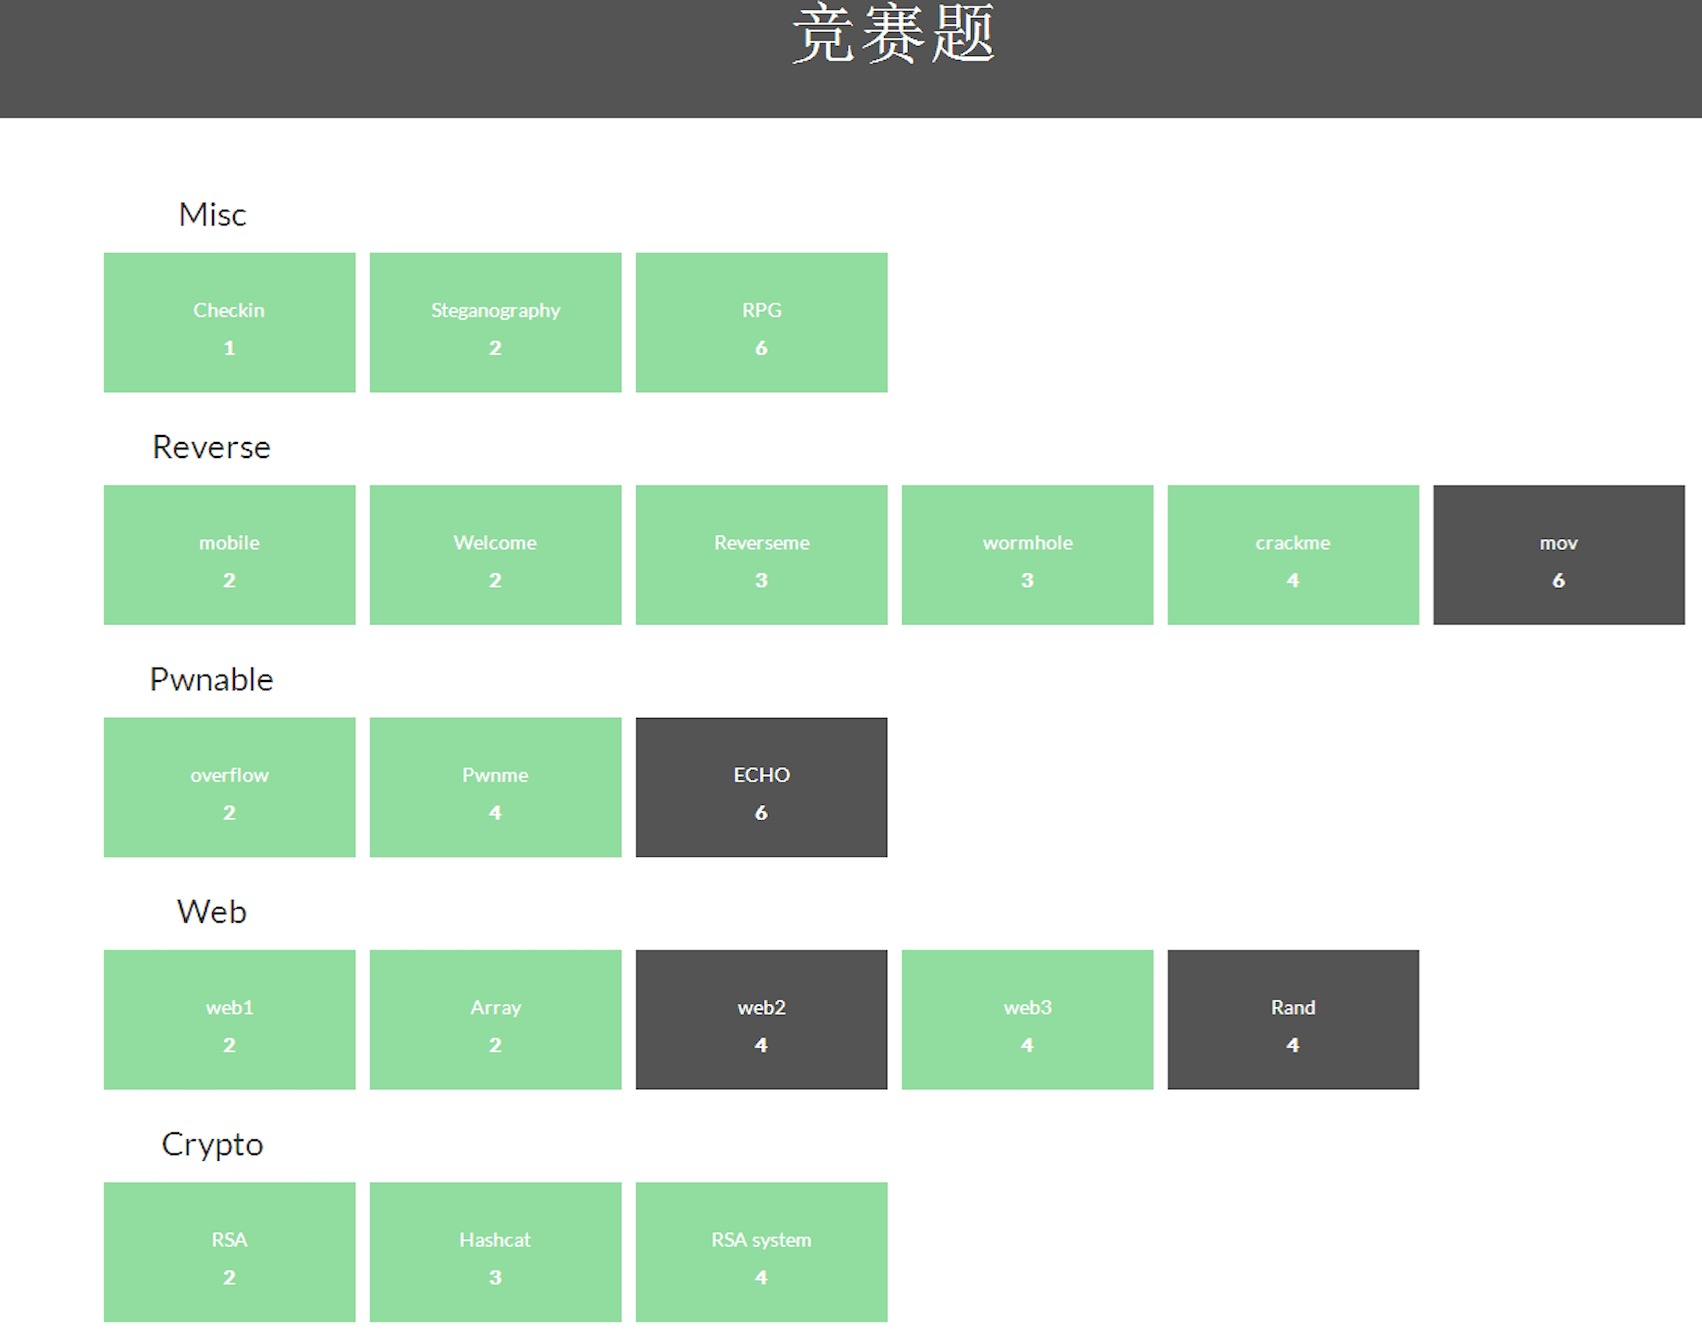 竞赛题
Misc
Checkin
1
Steganography
2
RPG
6
Reverse
mobile
2
Welcome
2
Reverseme
3
wormhole
3
crackme
4
mov
6
Pwnable
overflow
2
Pwnme
4
ECHO
6
Web
web1
2
Array
2
web2
4
web3
4
Rand
4
Crypto
RSA
2
Hashcat
3
RSA system
4